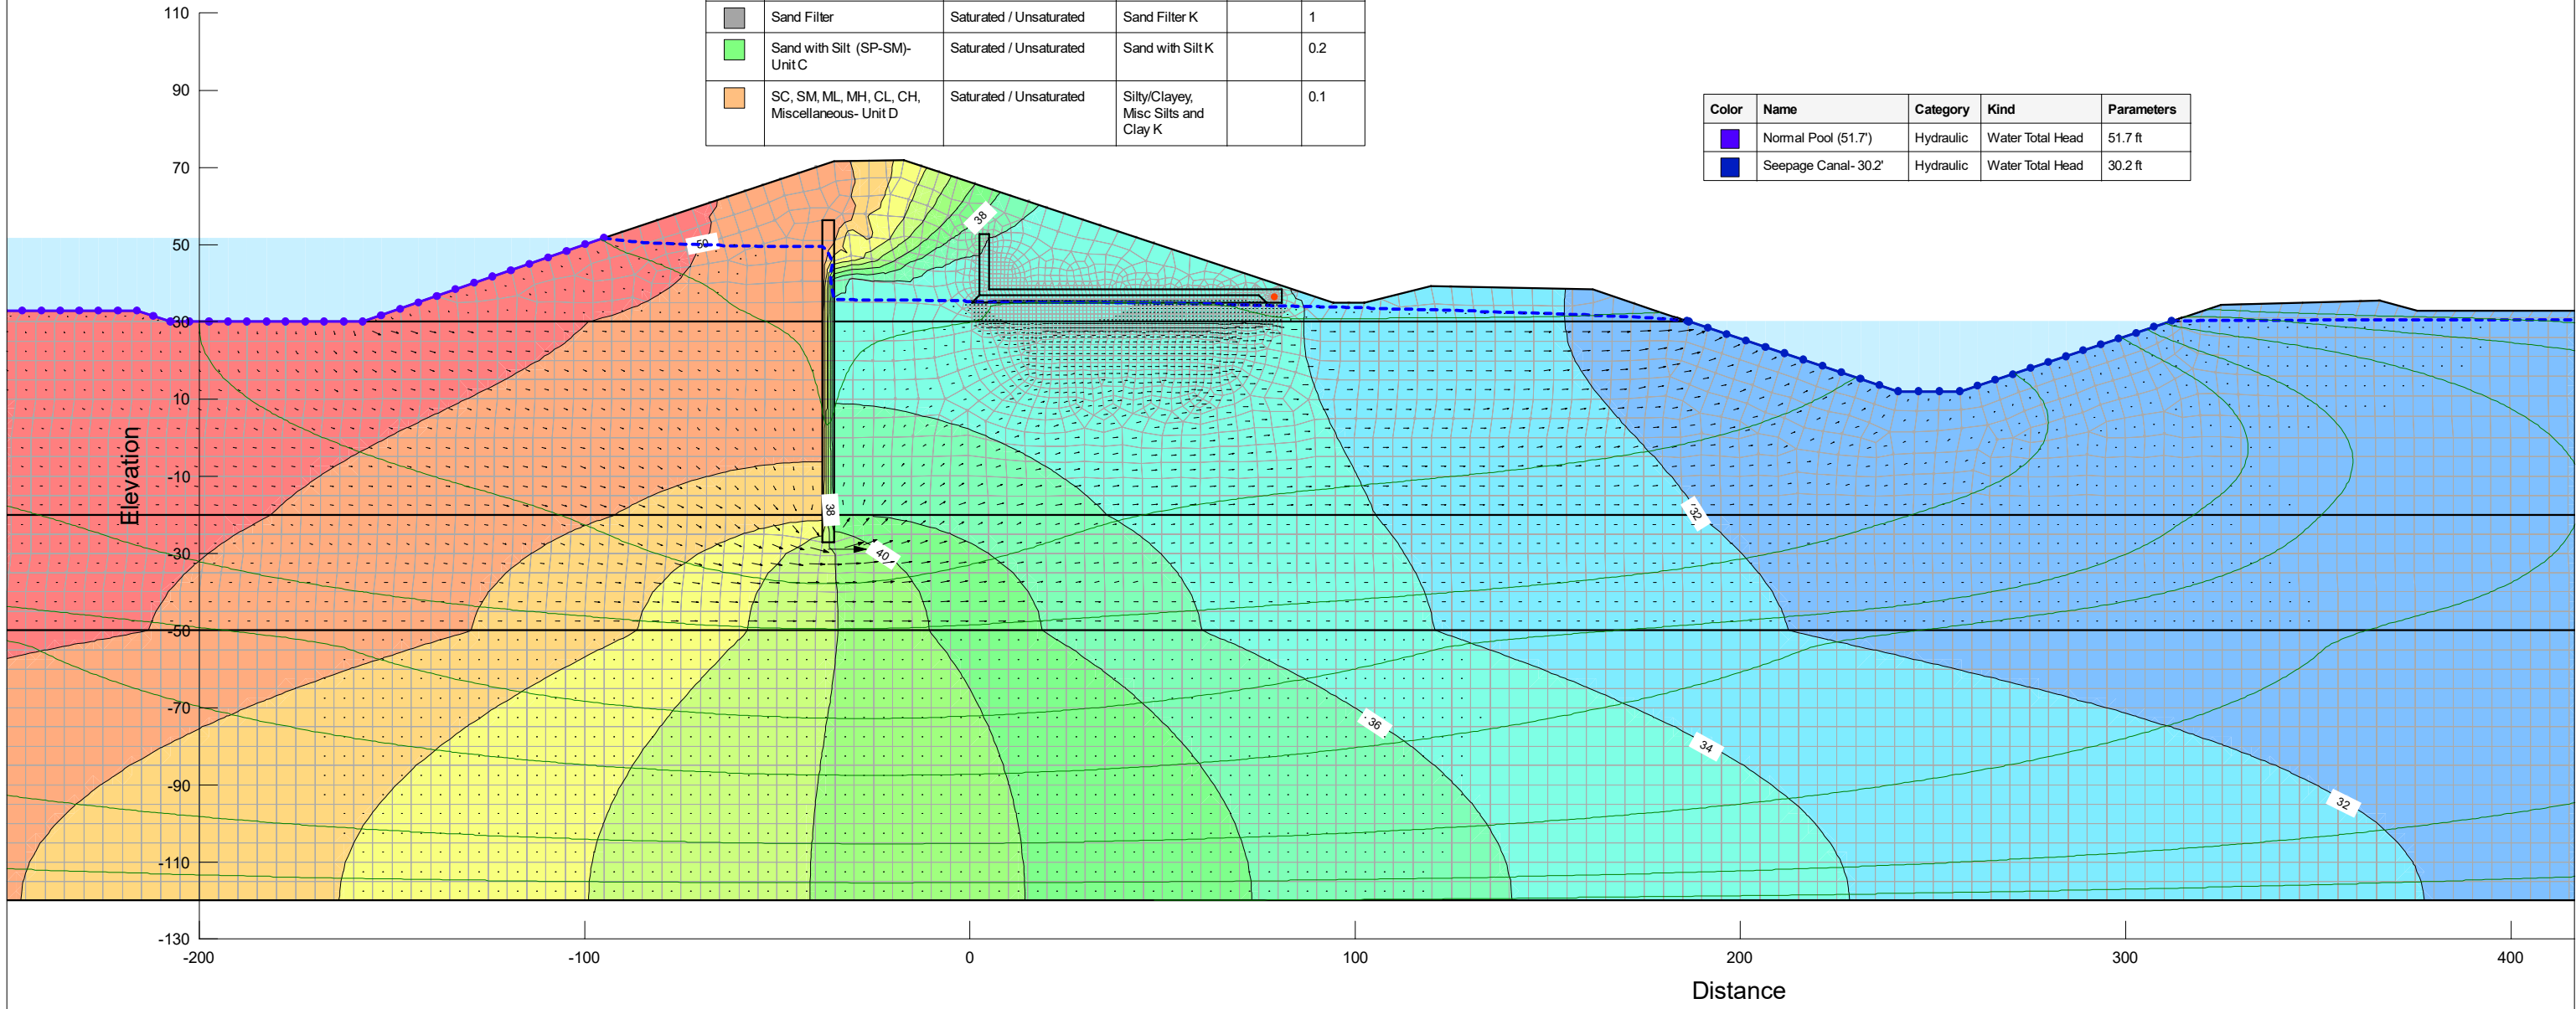 110
90
70
50
30
10
-10
-30
-50
-70
-90
-110
-130
Elevation
Sand Filter Saturated / Unsaturated Sand Filter K 1
Sand with Silt (SP-SM)- Saturated / Unsaturated Sand with Silt K 0.2
Unit C
SC, SM, ML, MH, CL, CH, Saturated / Unsaturated Silty/Clayey, 0.1
Miscellaneous- Unit D Misc Silts and
Clay K
Color Name Category Kind Parameters
Normal Pool (51.7') Hydraulic Water Total Head 51.7 ft
Seepage Canal- 30.2' Hydraulic Water Total Head 30.2 ft
38
50
38
32
40
36
34
32
-200 -100 0 100 200 300 400
Distance